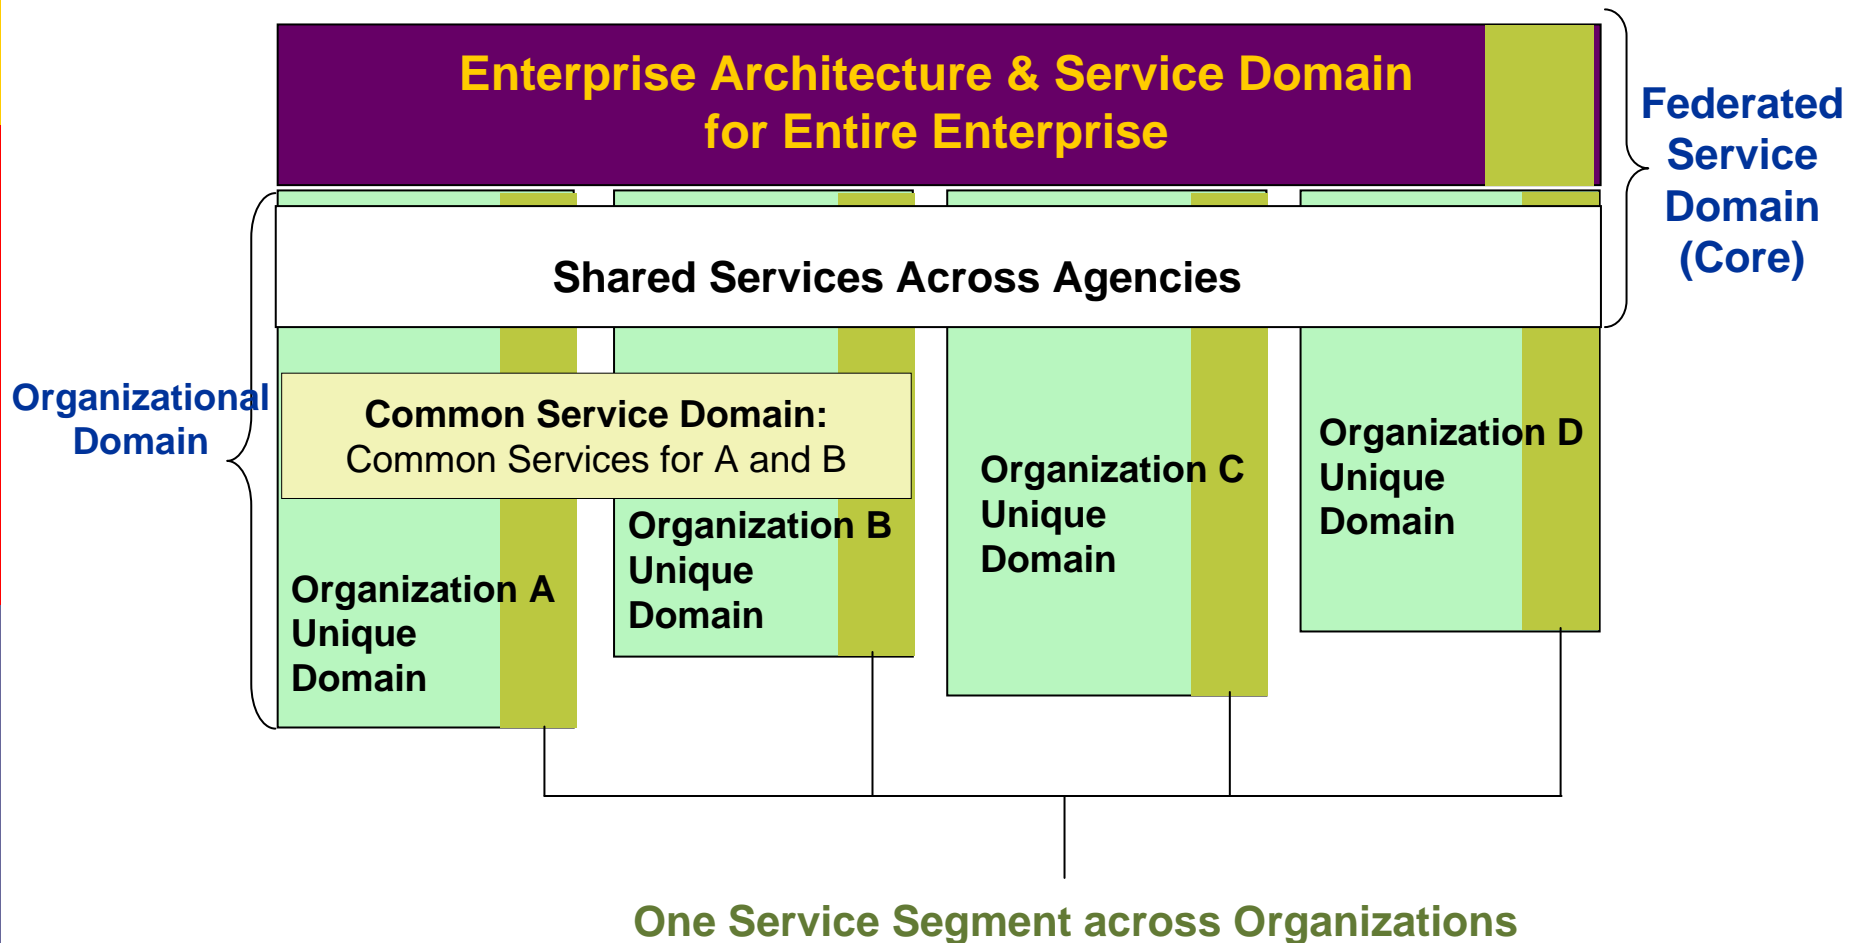 Enterprise Architecture & Service Domain
for Entire Enterprise
Federated
Service
Domain
(Core)
Shared Services Across Agencies
Organizational
Domain
Common Service Domain:
Common Services for A and B
Organization A
Unique
Domain
Organization B
Unique
Domain
Organization C
Unique
Domain
Organization D
Unique
Domain
One Service Segment across Organizations